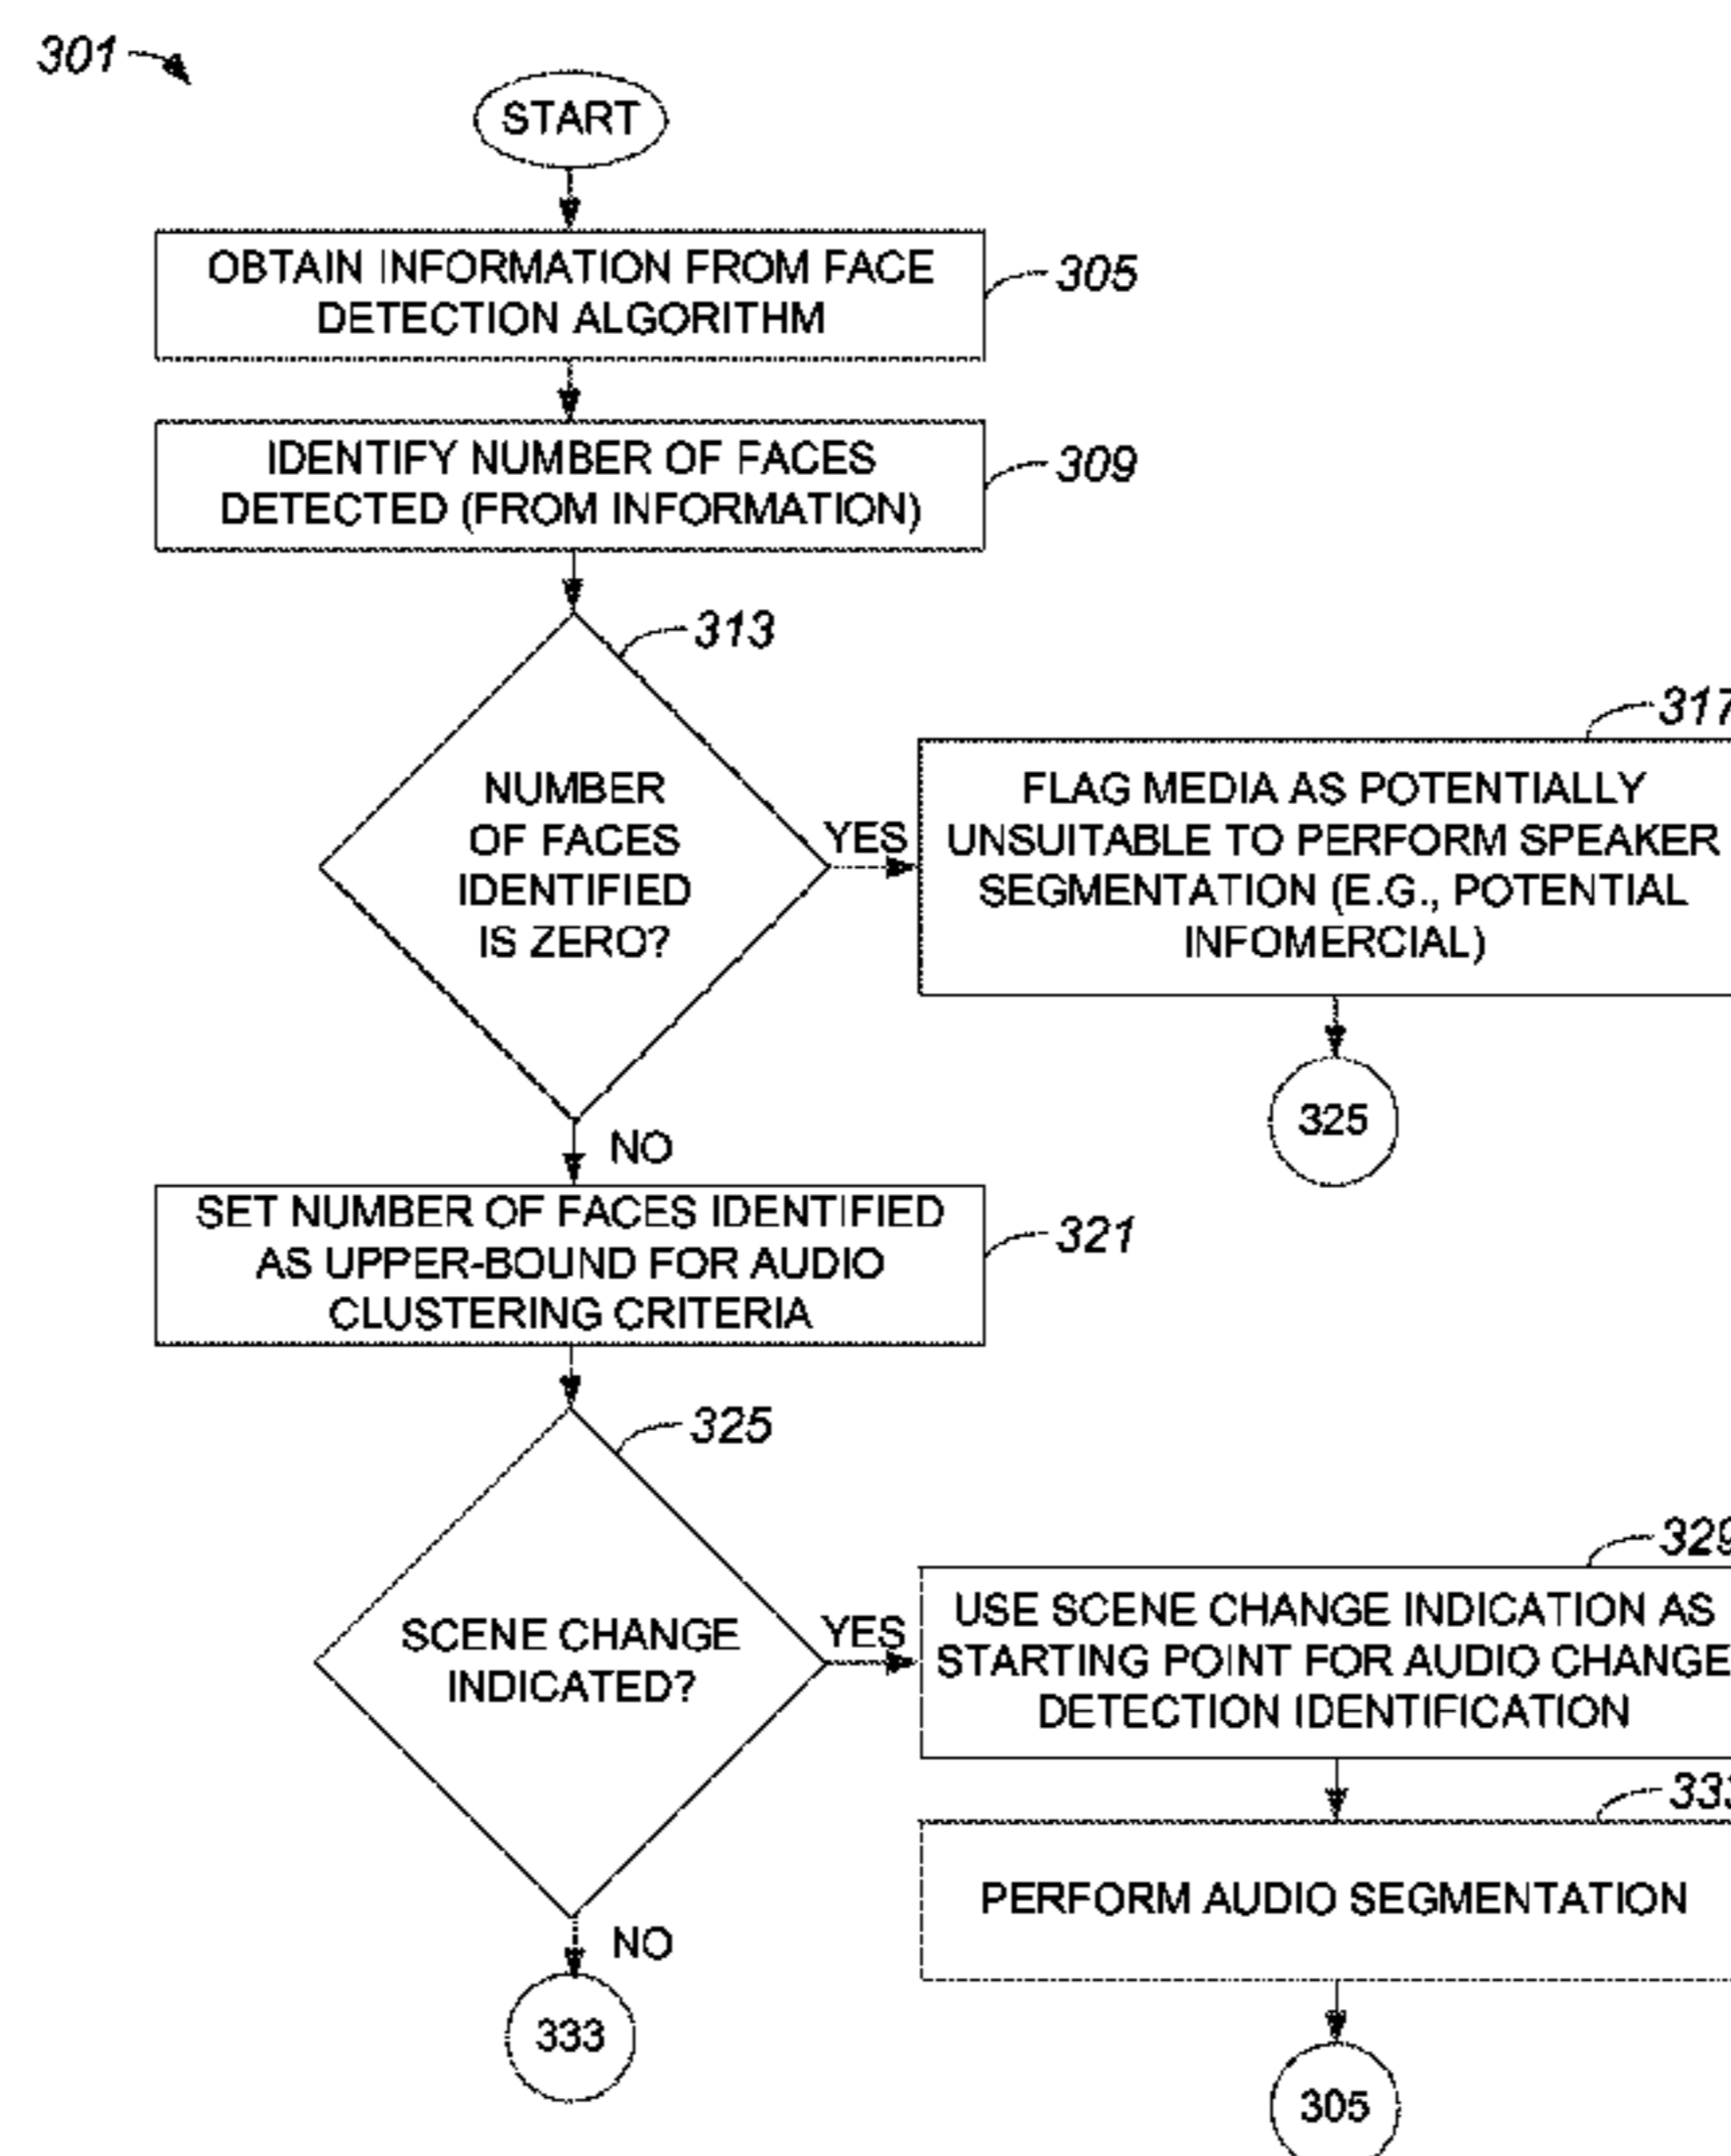 301
START
OBTAIN INFORMATION FROM FACE
DETECTION ALGORITHM
305
IDENTIFY NUMBER OF FACES
DETECTED (FROM INFORMATION)
309
313
NUMBER
OF FACES
IDENTIFIED
IS ZERO?
YES
317
FLAG MEDIA AS POTENTIALLY
UNSUITABLE TO PERFORM SPEAKER
SEGMENTATION (E.G., POTENTIAL
INFOMERCIAL)
325
NO
SET NUMBER OF FACES IDENTIFIED
AS UPPER-BOUND FOR AUDIO
CLUSTERING CRITERIA
321
325
SCENE CHANGE
INDICATED?
YES
329
USE SCENE CHANGE INDICATION AS
STARTING POINT FOR AUDIO CHANGE
DETECTION IDENTIFICATION
333
PERFORM AUDIO SEGMENTATION
NO
333
305